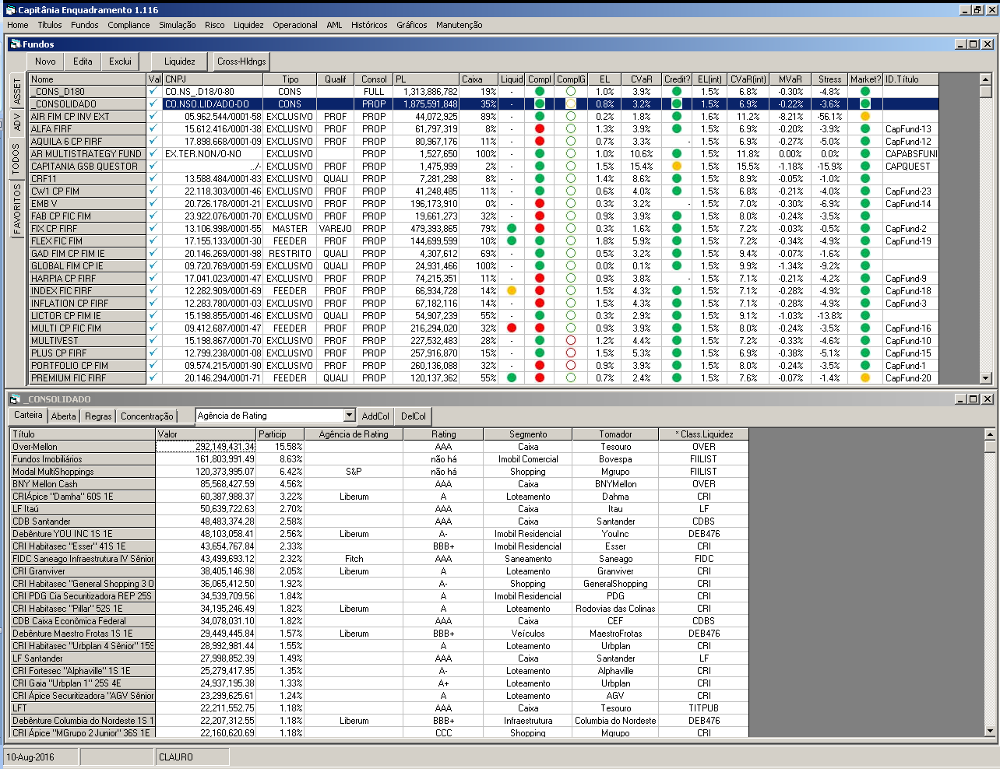 Capitânia Enquadramento 1.116
Home Títulos Fundos Compliance Simulação Risco Liquidez Operacional AML Históricos Gráficos Manutenção
Fundos
Novo Edita Exclui Liquidez Cross-Hldngs
ASSET
ADV
TODOS
FAVORITOS
Nome Val CNPJ Tipo Qualif Consol PL Caixa Liquid Compl ComplG EL CVaR Credit? EL(int) CVaR(int) MVaR Stress Market? ID.Título
_CONS_D180 CO.NS_.D18/0-80 CONS FULL 1,313,886,782 19% - 1.0% 3.9% 1.5% 6.8% -0.30% -4.8%
_CONSOLIDADO CO.NSO.LID/ADO-DO CONS PROP 1,875,591,848 35% - 0.8% 3.2% 1.5% 6.9% -0.22% -3.6%
AIR FIM CP INV EXT 05.962.544/0001-58 EXCLUSIVO PROF PROP 44,072,925 89% - 0.2% 1.8% 1.6% 11.2% -8.21% -56.1%
ALFA FIRF 15.612.416/0001-38 EXCLUSIVO PROF PROP 61,797,319 8% - 1.3% 3.9% 1.5% 6.9% -0.20% -3.9% CapFund-13
AQUILA 6 CP FIRF 17.898.668/0001-09 EXCLUSIVO PROF PROP 80,967,176 11% - 0.7% 3.3% - 1.5% 6.9% -0.27% -5.0% CapFund-12
AR MULTISTRATEGY FUND EX.TER.NON/O-NO EXCLUSIVO PROP 1,527,650 100% - 1.0% 10.6% - 1.5% 11.8% 0.00% 0.0% CAPABSFUNI
CAPITANIA GSB QUESTOR ../- EXCLUSIVO PROF PROP 1,475,999 2% - 1.5% 15.4% 1.5% 15.5% -1.18% -15.9% CAPQUEST
CRF11 13.588.484/0001-83 EXCLUSIVO QUALI PROP 7,281,298 8% - 1.4% 8.6% 1.5% 8.9% -0.05% -1.0%
CW1 CP FIM 22.118.303/0001-46 EXCLUSIVO PROF PROP 41,248,485 11% - 0.6% 4.0% 1.5% 6.8% -0.21% -4.0% CapFund-23
EMB V 20.726.178/0001-21 EXCLUSIVO PROF PROP 196,173,910 0% - 0.3% 3.2% - 1.5% 7.0% -0.30% -6.9% CapFund-14
FAB CP FIC FIM 23.922.076/0001-70 EXCLUSIVO PROF PROP 19,661,273 32% - 0.9% 3.9% 1.5% 8.0% -0.24% -3.5%
FIX CP FIRF 13.106.998/0001-55 MASTER VAREJO PROP 479,393,865 79% 0.3% 1.6% 1.5% 7.2% -0.03% -0.5% CapFund-2
FLEX FIC FIM 17.155.133/0001-30 FEEDER PROF PROP 144,699,599 10% 1.8% 5.9% 1.5% 7.2% -0.34% -4.9% CapFund-19
GAD FIM CP FIM IE 20.146.269/0001-98 RESTRITO QUALI PROP 4,307,612 69% - 0.5% 3.2% 1.5% 9.4% -0.07% -1.6%
GLOBAL FIM CP IE 09.720.769/0001-59 EXCLUSIVO QUALI PROP 24,931,466 100% - 0.0% 0.1% 1.5% 9.9% -1.34% -9.2%
HARPIA CP FIRF 17.041.023/0001-47 EXCLUSIVO PROF PROP 74,215,351 11% - 0.9% 3.8% - 1.5% 7.1% -0.21% -4.2% CapFund-9
INDEX FIC FIRF 12.282.909/0001-69 FEEDER PROF PROP 66,934,728 14% 1.5% 4.3% 1.5% 7.1% -0.28% -4.9% CapFund-18
INFLATION CP FIRF 12.283.780/0001-03 EXCLUSIVO PROF PROP 67,182,116 14% - 1.5% 4.3% 1.5% 7.1% -0.28% -4.9% CapFund-3
LICTOR CP FIM IE 15.198.855/0001-46 EXCLUSIVO QUALI PROP 54,907,239 55% - 0.3% 2.9% 1.5% 9.1% -1.03% -13.8%
MULTI CP FIC FIM 09.412.687/0001-47 FEEDER PROF PROP 216,294,020 32% 0.9% 3.9% 1.5% 8.0% -0.24% -3.5% CapFund-16
MULTIVEST 15.198.867/0001-70 EXCLUSIVO PROF PROP 227,532,483 28% - 1.2% 4.4% 1.5% 7.2% -0.33% -4.6% CapFund-10
PLUS CP FIRF 12.799.238/0001-08 EXCLUSIVO PROF PROP 257,916,870 15% - 1.5% 5.3% 1.5% 6.9% -0.38% -5.1% CapFund-15
PORTFOLIO CP FIM 09.574.215/0001-90 EXCLUSIVO PROF PROP 260,136,088 32% - 0.9% 3.9% 1.5% 8.0% -0.24% -3.5% CapFund-1
PREMIUM FIC FIRF 20.146.294/0001-71 FEEDER QUALI PROP 120,137,362 55% 0.7% 2.4% 1.5% 7.6% -0.07% -1.4% CapFund-20
_CONSOLIDADO
Carteira Aberta Regras Concentração Agência de Rating AddCol DelCol
Título Valor Particip Agência de Rating Rating Segmento Tomador * Class.Liquidez
Over-Mellon 292,149,431.34 15.58% AAA Caixa Tesouro OVER
Fundos Imobiliários 161,803,991.49 8.63% não há Imobil Comercial Bovespa FIILIST
Modal MultiShoppings 120,373,995.07 6.42% S&P não há Shopping Mgrupo FIILIST
BNY Mellon Cash 85,568,427.59 4.56% AAA Caixa BNYMellon OVER
CRIÁpice "Damha" 60S 1E 60,387,988.37 3.22% Liberum A Loteamento Dahma CRI
LF Itaú 50,639,722.63 2.70% AAA Caixa Itau LF
CDB Santander 48,483,374.28 2.58% AAA Caixa Santander CDBS
Debênture YOU INC 1S 1E 48,103,058.41 2.56% Liberum A- Imobil Residencial YouInc DEB476
CRI Habitasec "Esser" 41S 1E 43,654,767.84 2.33% BBB+ Imobil Residencial Esser CRI
FIDC Saneago Infraestrutura IV Sênior 43,499,693.12 2.32% Fitch AAA Saneamento Saneago FIDC
CRI Granviver 38,405,146.98 2.05% Liberum A Loteamento Granviver CRI
CRI Habitasec "General Shopping 3 O 36,065,412.50 1.92% A- Shopping GeneralShopping CRI
CRI PDG Cia Securitizadora REP 25S 34,539,709.56 1.84% A Imobil Residencial PDG CRI
CRI Habitasec "Pillar" 52S 1E 34,195,246.49 1.82% Liberum A Loteamento Rodovias das Colinas CRI
CDB Caixa Econômica Federal 34,078,031.10 1.82% AAA Caixa CEF CDBS
Debênture Maestro Frotas 1S 1E 29,449,445.84 1.57% Liberum BBB+ Veículos MaestroFrotas DEB476
CRI Habitasec "Urbplan 4 Sênior" 15S 28,992,981.44 1.55% A Loteamento Urbplan CRI
LF Santander 27,998,852.39 1.49% AAA Caixa Santander LF
CRI Fortesec "Alphaville" 1S 1E 25,279,417.95 1.35% A- Loteamento Alphaville CRI
CRI Gaia "Urbplan 1" 25S 4E 24,937,195.38 1.33% A+ Loteamento Urbplan CRI
CRI Ápice Securitizadora "AGV Sênior 23,299,625.61 1.24% A Loteamento AGV CRI
LFT 22,211,552.75 1.18% AAA Caixa Tesouro TITPUB
Debênture Columbia do Nordeste 1S 1 22,207,312.55 1.18% Liberum BBB+ Infraestrutura Columbia do Nordeste DEB476
CRI Ápice "MGrupo 2 Junior" 36S 1E 22,160,620.69 1.18% CCC Shopping Mgrupo CRI
10-Aug-2016 CLAURO